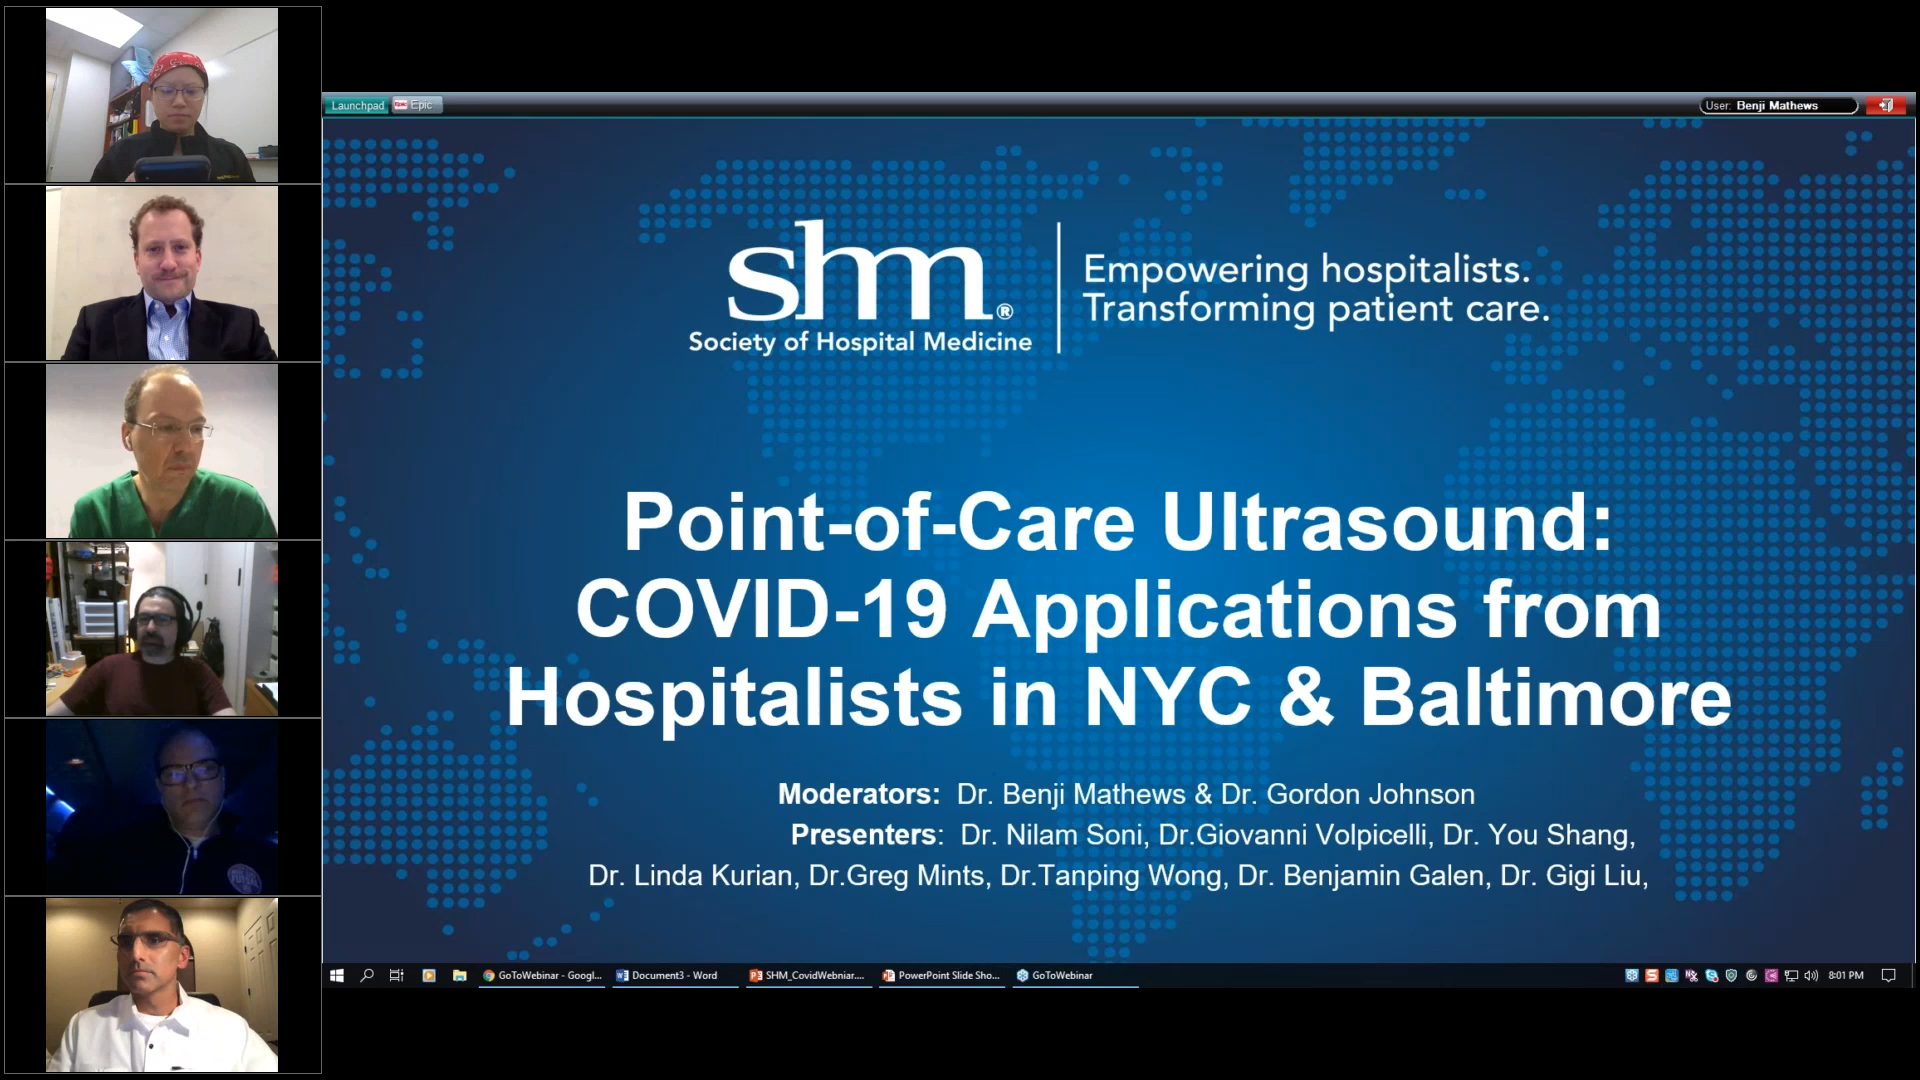 Launchpad Epic Epic User: Benji Mathews
shm®
Society of Hospital Medicine
Empowering hospitalists.
Transforming patient care.
Point-of-Care Ultrasound:
COVID-19 Applications from
Hospitalists in NYC & Baltimore
Moderators: Dr. Benji Mathews & Dr. Gordon Johnson
Presenters: Dr. Nilam Soni, Dr.Giovanni Volpicelli, Dr. You Shang,
Dr. Linda Kurian, Dr.Greg Mints, Dr.Tanping Wong, Dr. Benjamin Galen, Dr. Gigi Liu,
GoToWebinar - Googl... Document3 - Word SHM_CovidWebniar.... PowerPoint Slide Sho... GoToWebinar 8:01 PM